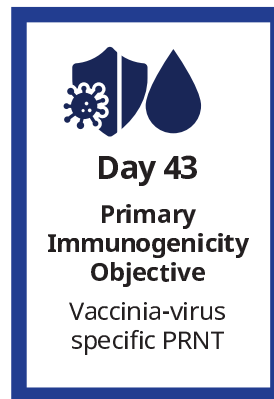 Day 43
Primary
Immunogenicity
Objective
Vaccinia-virus
specific PRNT